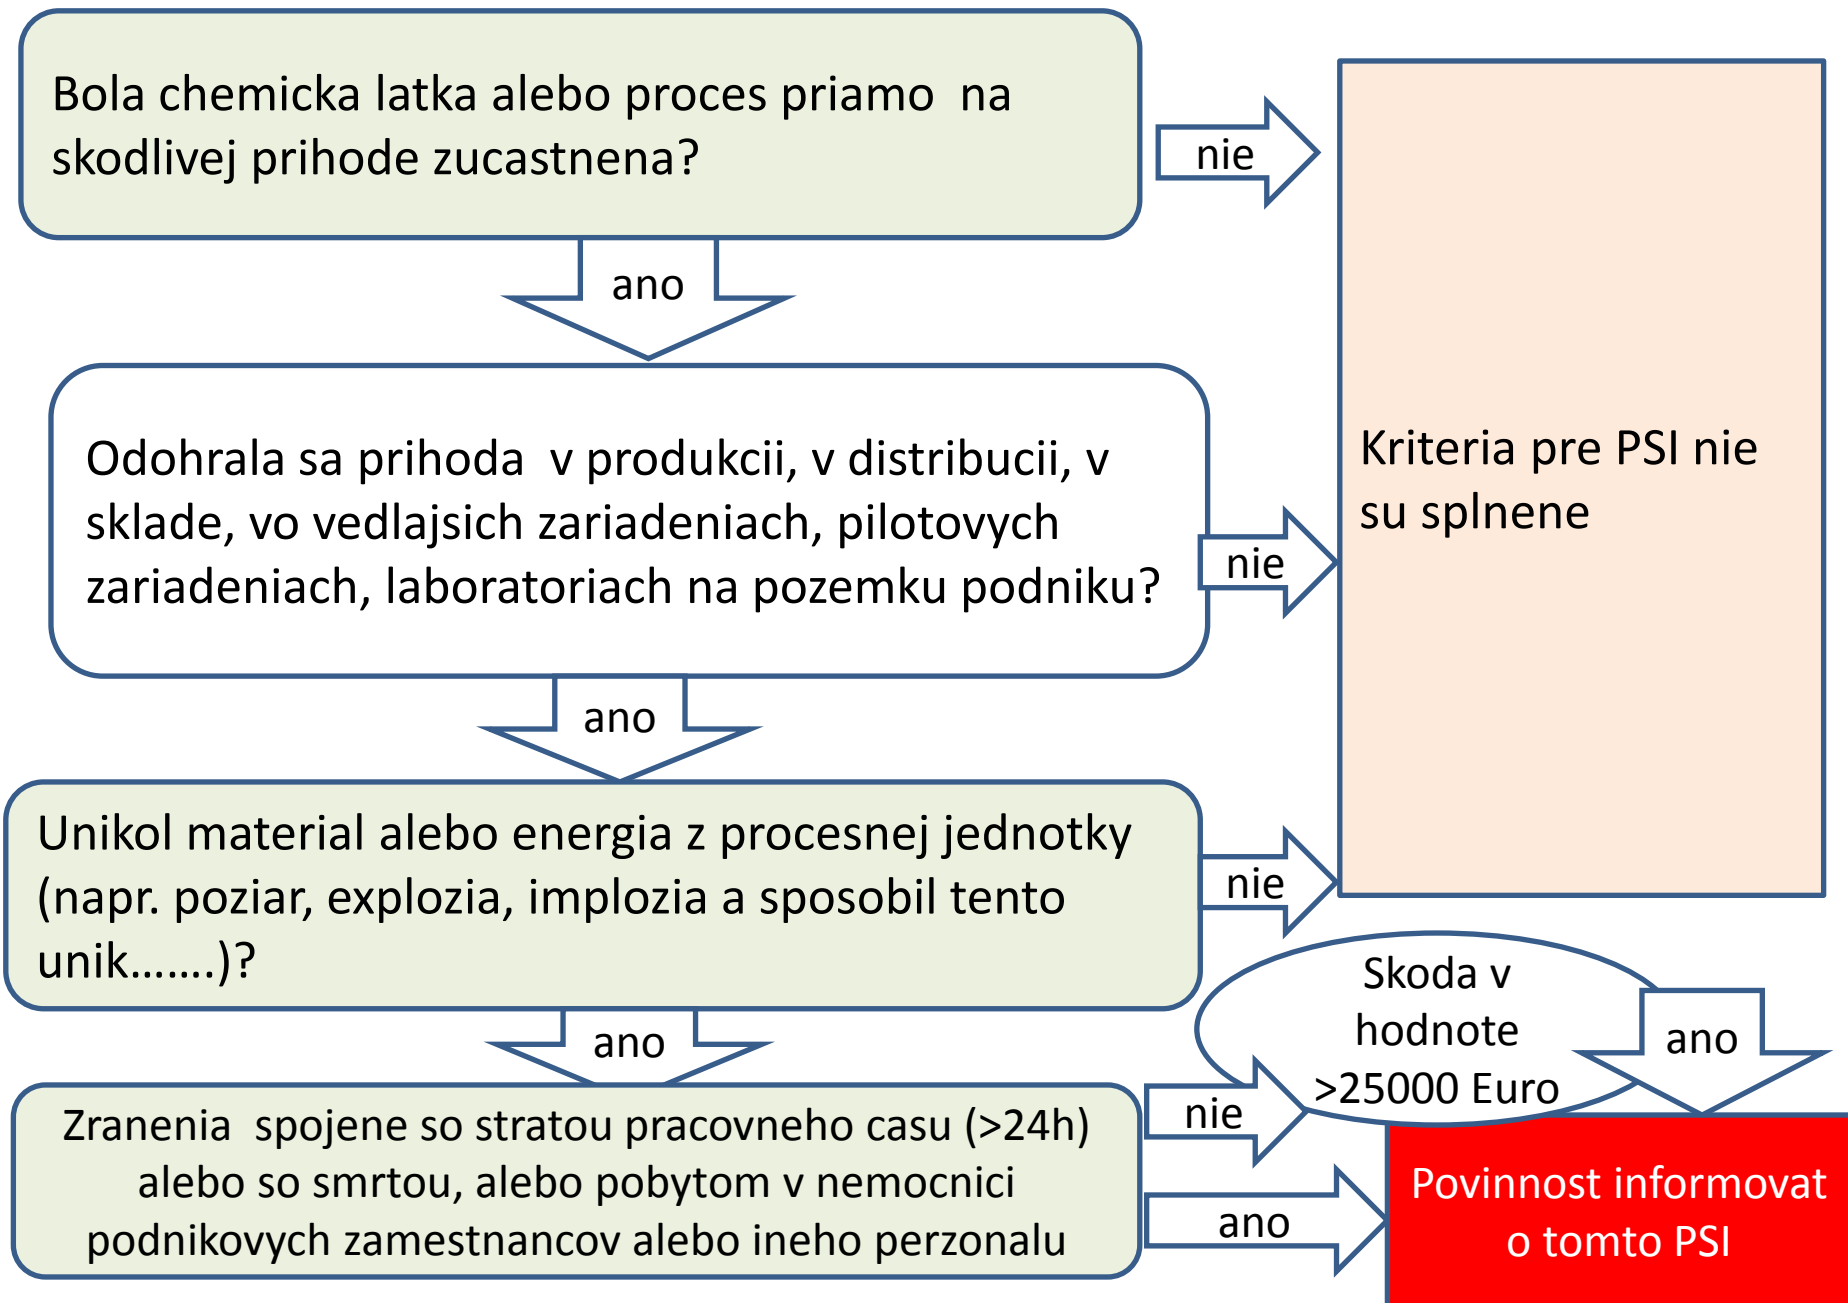 Bola chemicka latka alebo proces priamo na
skodlivej prihode zucastnena?
nie
ano
Odohrala sa prihoda v produkcii, v distribucii, v
sklade, vo vedlajsich zariadeniach, pilotovych
zariadeniach, laboratoriach na pozemku podniku?
nie
Kriteria pre PSI nie
su splnene
ano
Unikol material alebo energia z procesnej jednotky
(napr. poziar, explozia, implozia a sposobil tento
unik…….)?
nie
ano
Skoda v
hodnote
>25000 Euro
ano
Zranenia spojene so stratou pracovneho casu (>24h)
alebo so smrtou, alebo pobytom v nemocnici
podnikovych zamestnancov alebo ineho perzonalu
nie
ano
Povinnost informovat
o tomto PSI